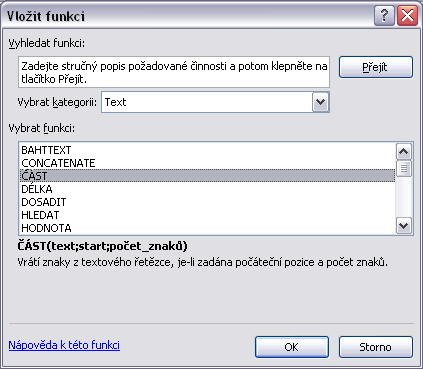 Vložit funkci
Vyhledat funkci:
Zadejte stručný popis požadované činnosti a potom klepněte na
tlačítko Přejít.
Přejít
Vybrat kategorii:
Text
Vybrat funkci:
BAHTTEXT
CONCATENATE
ČÁST
DÉLKA
DOSADIT
HLEDAT
HODNOTA
ČÁST(text;start;počet_znaků)
Vrátí znaky z textového řetězce, je-li zadána počáteční pozice a počet znaků.
Nápověda k této funkci
OK
Storno